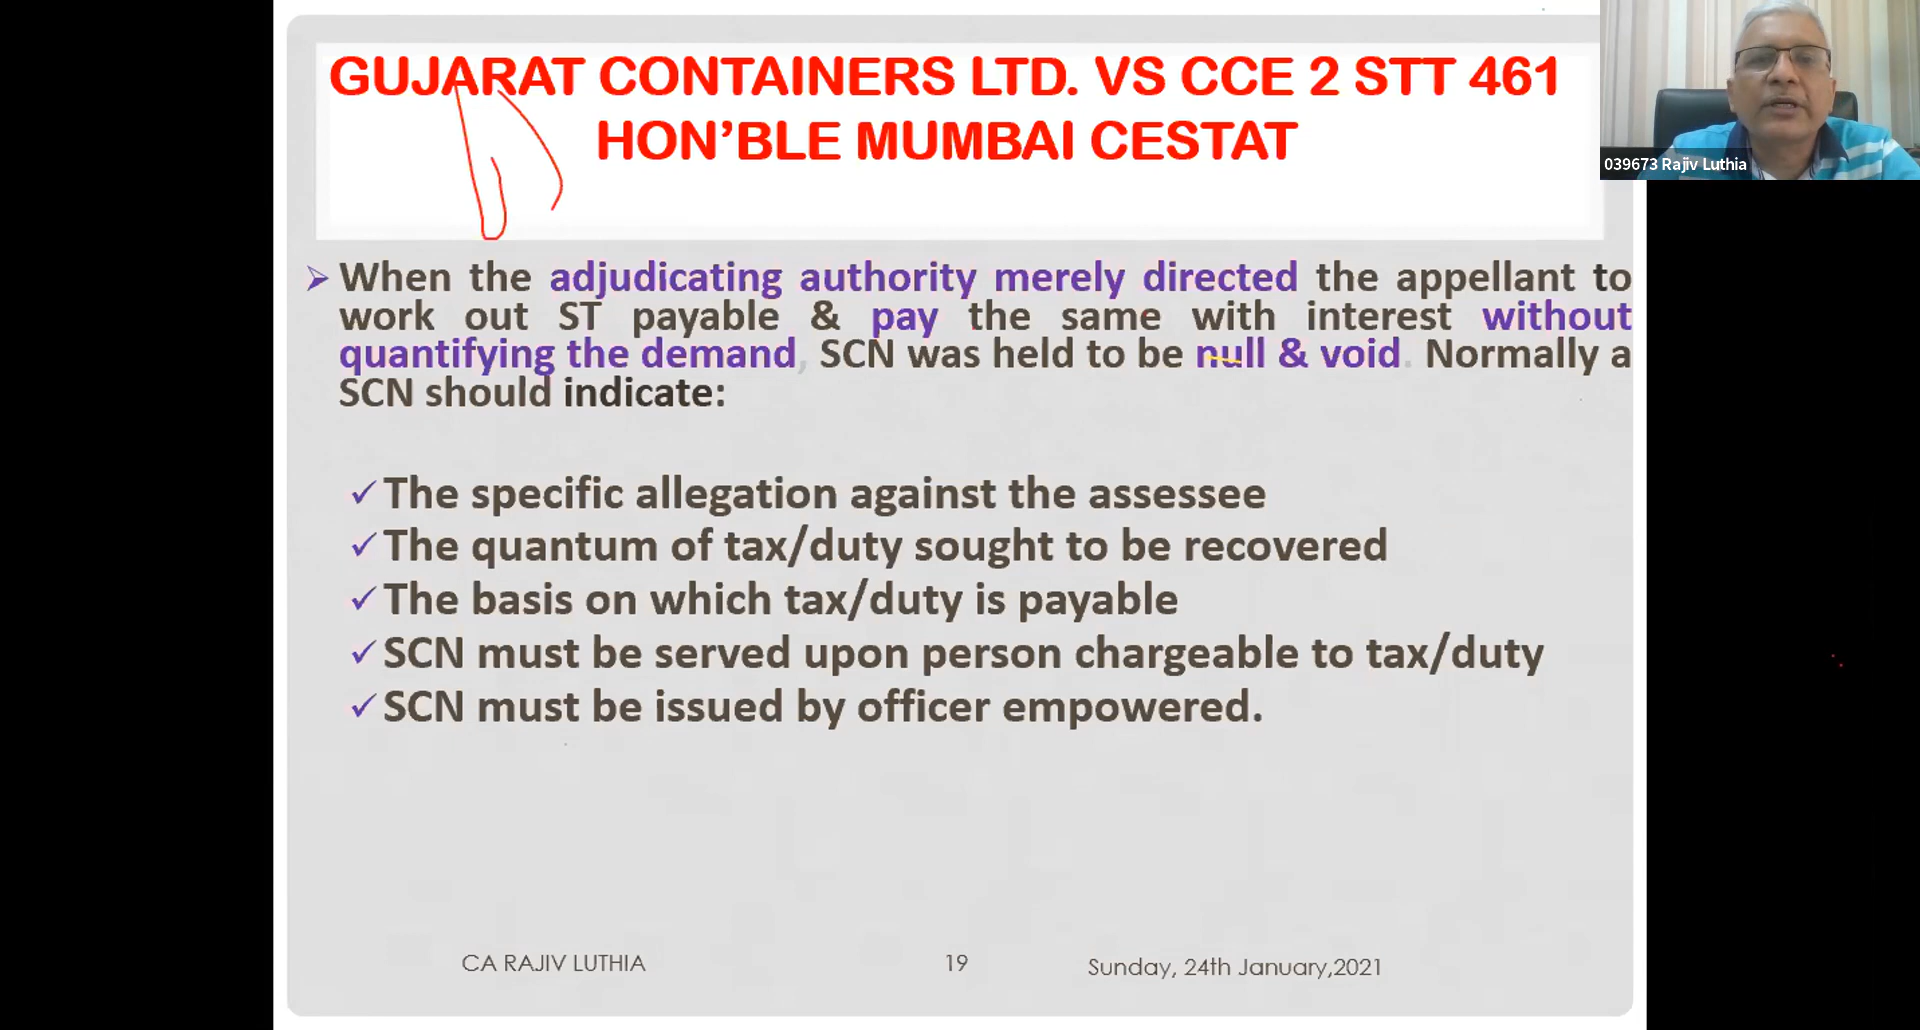 GUJARAT CONTAINERS LTD. VS CCE 2 STT 461
HON’BLE MUMBAI CESTAT
039673 Rajiv Luthia
➢ When the adjudicating authority merely directed the appellant to
work out ST payable & pay the same with interest without
quantifying the demand, SCN was held to be null & void. Normally a
SCN should indicate:
✓ The specific allegation against the assessee
✓ The quantum of tax/duty sought to be recovered
✓ The basis on which tax/duty is payable
✓ SCN must be served upon person chargeable to tax/duty
✓ SCN must be issued by officer empowered.
CA RAJIV LUTHIA 19 Sunday, 24th January,2021